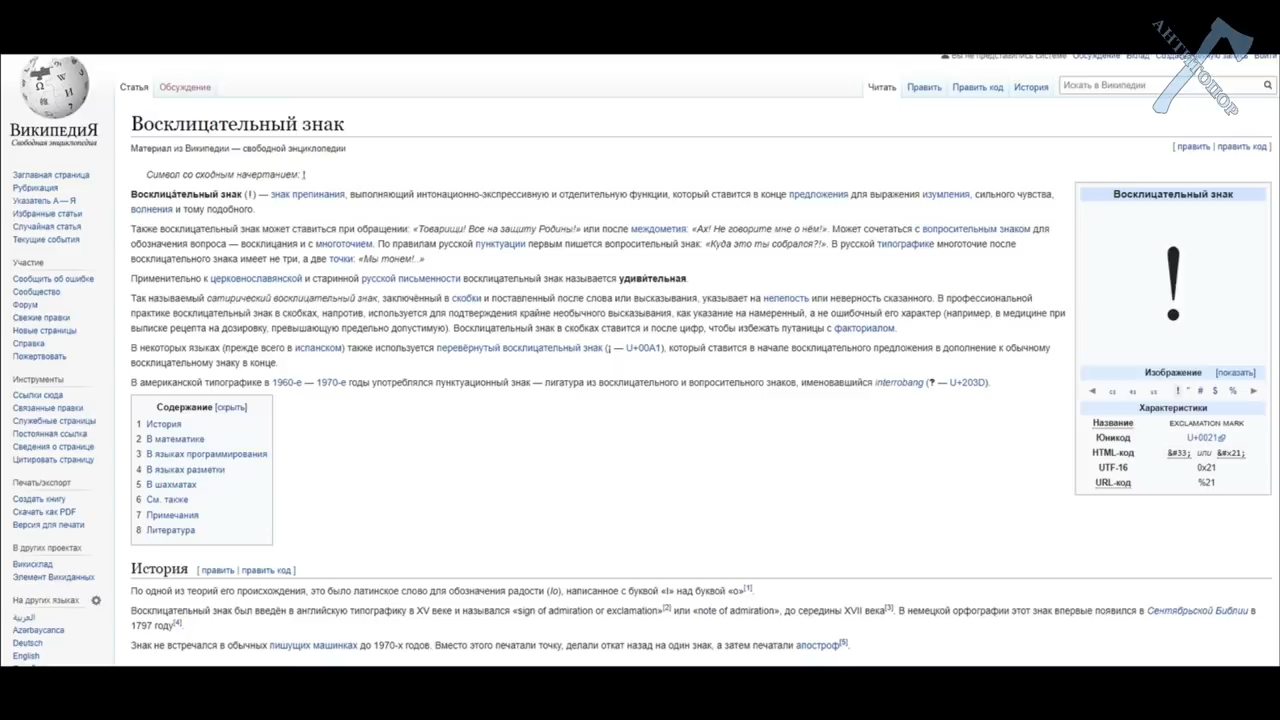 АНТИТОПОР
Вы не представились системе Обсуждение Вклад
Войти
ВИКИПЕДИЯ
Свободная энциклопедия
Статья Обсуждение Читать Править Править код История Искать в Википедии
Восклицательный знак
Материал из Википедии — свободной энциклопедии
[ править | править код ]
Символ со сходным начертанием: ǃ
Восклица́тельный знак (!) — знак препинания, выполняющий интонационно-экспрессивную и отделительную функции, который ставится в конце предложения для выражения изумления, сильного чувства,
волнения и тому подобного.
Также восклицательный знак может ставиться при обращении: «Товарищи! Все на защиту Родины!» или после междометия: «Ах! Не говорите мне о нём!». Может сочетаться с вопросительным знаком для
обозначения вопроса — восклицания и с многоточием. По правилам русской пунктуации первым пишется вопросительный знак: «Куда это ты собрался?!». В русской типографике многоточие после
восклицательного знака имеет не три, а две точки: «Мы тонем!..»
Применительно к церковнославянской и старинной русской письменности восклицательный знак называется удиви́тельная.
Так называемый сатирический восклицательный знак, заключённый в скобки и поставленный после слова или высказывания, указывает на нелепость или неверность сказанного. В профессиональной
практике восклицательный знак в скобках, напротив, используется для подтверждения крайне необычного высказывания, как указание на намеренный, а не ошибочный его характер (например, в медицине при
выписке рецепта на дозировку, превышающую предельно допустимую). Восклицательный знак в скобках ставится и после цифр, чтобы избежать путаницы с факториалом.
В некоторых языках (прежде всего в испанском) также используется перевёрнутый восклицательный знак (¡ — U+00A1), который ставится в начале восклицательного предложения в дополнение к обычному
восклицательному знаку в конце.
В американской типографике в 1960-е — 1970-е годы употреблялся пунктуационный знак — лигатура из восклицательного и вопросительного знаков, именовавшийся interrobang (‽ — U+203D).
Содержание [скрыть]
1 История
2 В математике
3 В языках программирования
4 В языках разметки
5 В шахматах
6 См. также
7 Примечания
8 Литература
История [ править | править код ]
По одной из теорий его происхождения, это было латинское слово для обозначения радости (Io), написанное с буквой «I» над буквой «o»[1].
Восклицательный знак был введён в английскую типографику в XV веке и назывался «sign of admiration or exclamation»[2] или «note of admiration», до середины XVII века[3]. В немецкой орфографии этот знак впервые появился в Сентябрьской Библии в
1797 году[4].
Знак не встречался в обычных пишущих машинках до 1970-х годов. Вместо этого печатали точку, делали откат назад на один знак, а затем печатали апостроф[5].
Восклицательный знак
!
Изображение [показать]
◄ ! " # $ % ►
Характеристики
Название EXCLAMATION MARK
Юникод U+0021
HTML-код &#33; или &#x21;
UTF-16 0x21
URL-код %21
Заглавная страница
Рубрикация
Указатель А — Я
Избранные статьи
Случайная статья
Текущие события
Участие
Сообщить об ошибке
Сообщество
Форум
Свежие правки
Новые страницы
Справка
Пожертвовать
Инструменты
Ссылки сюда
Связанные правки
Служебные страницы
Постоянная ссылка
Сведения о странице
Цитировать страницу
Печать/экспорт
Создать книгу
Скачать как PDF
Версия для печати
В других проектах
Викисклад
Элемент Викиданных
На других языках
العربية
Azərbaycanca
Deutsch
English